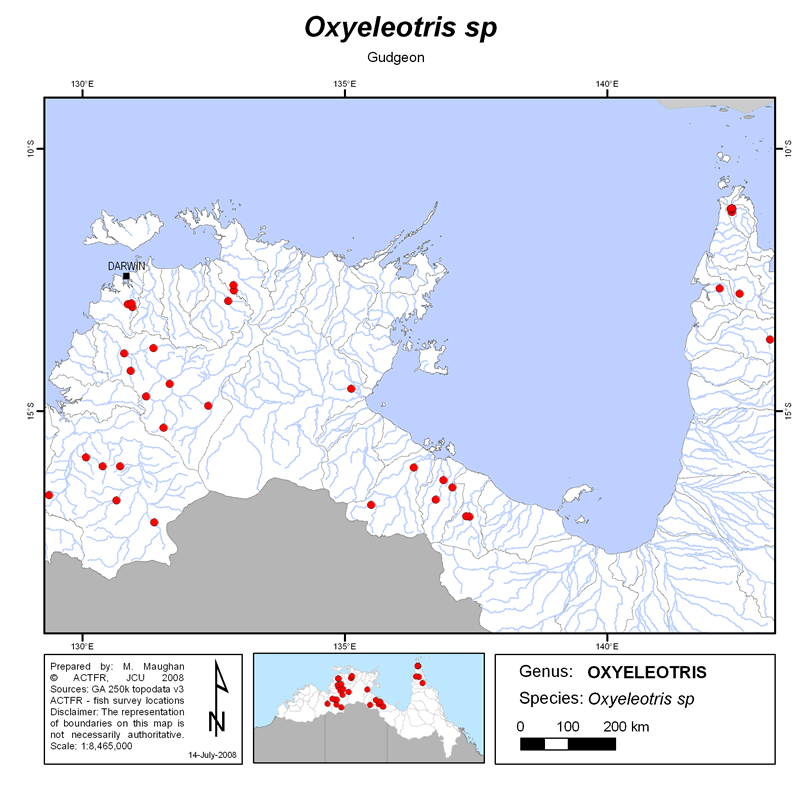 Oxyeleotris sp
Gudgeon
130°E 135°E 140°E
10°S 10°S
DARWIN
15°S 15°S
130°E 135°E 140°E
Prepared by: M. Maughan
© ACTFR, JCU 2008
Sources: GA 250k topodata v3
ACTFR - fish survey locations
Disclaimer: The representation
of boundaries on this map is
not necessarily authoritative.
Scale: 1:8,465,000
14-July-2008
N
Genus: OXYELEOTRIS
Species: Oxyeleotris sp
0 100 200 km